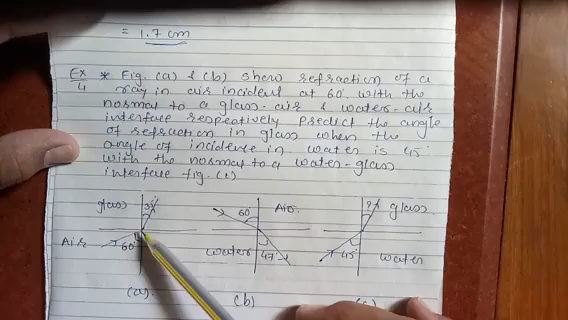 = 1.7 cm
Ex 4 * Fig. (a) & (b) show refraction of a
ray in air incident at 60° with the
normal to a glass-air & water-air
interface respectively. Predict the angle
of refraction in glass when the
angle of incidence in water is 45°
with the normal to a water-glass
interface fig. (c)
glass 35° 60° Air ? glass
Air 60° water 47° 45° water
(a) (b) (c)